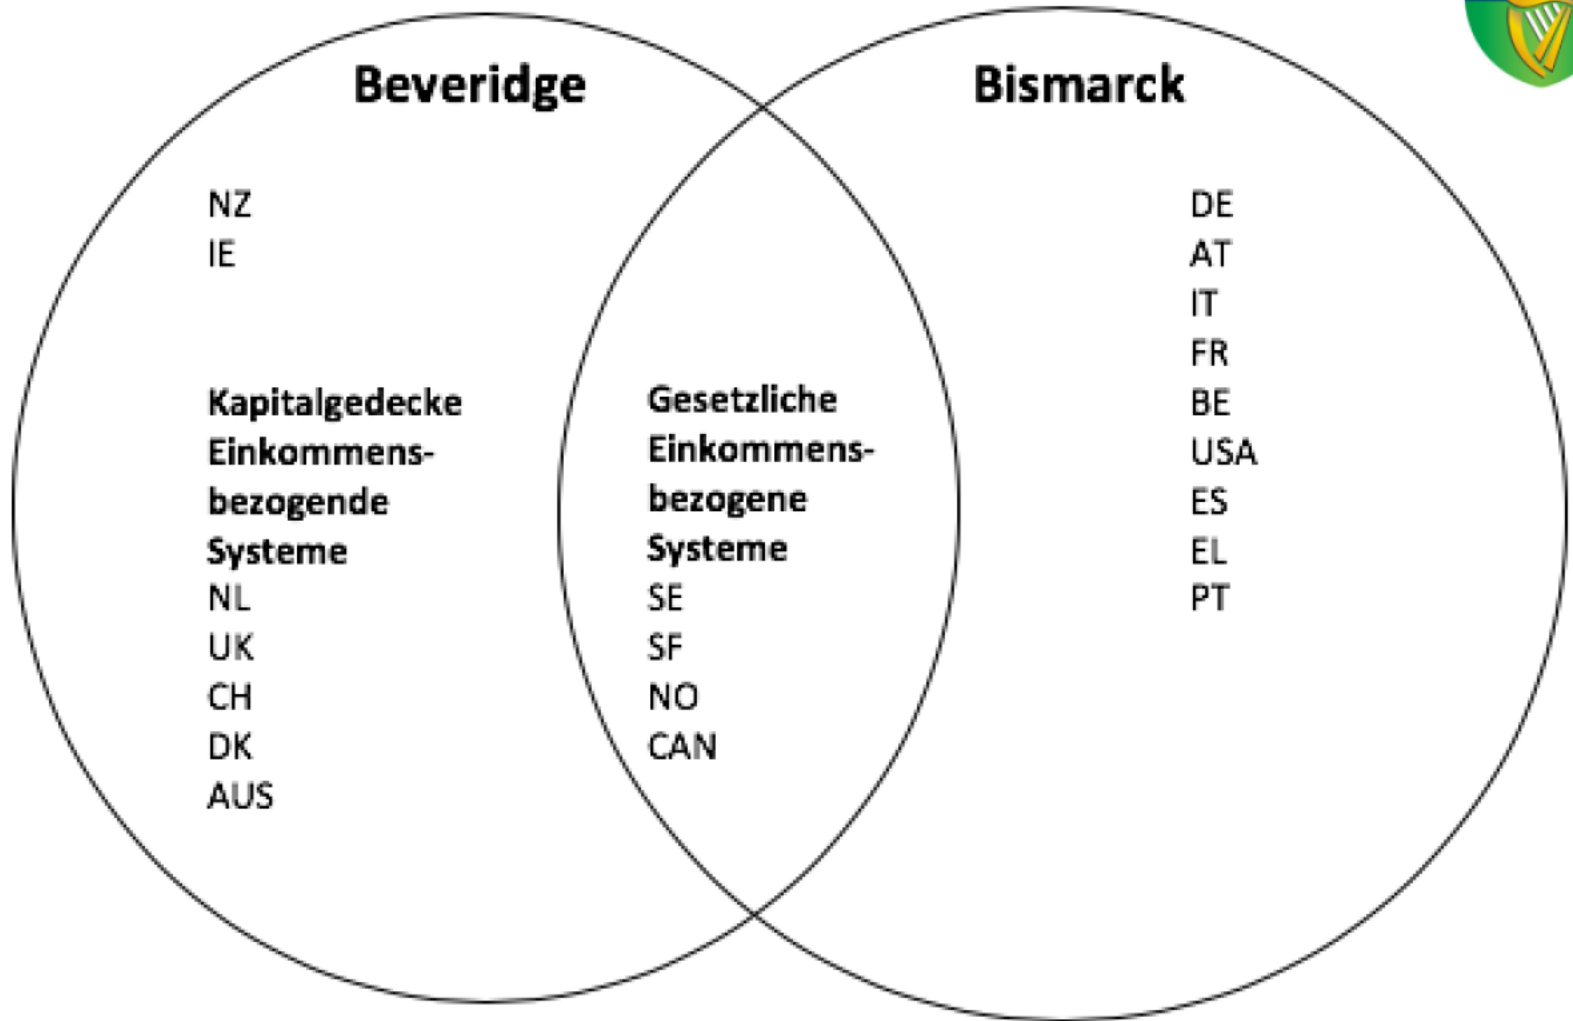 Beveridge
NZ
IE
Kapitalgedecke
Einkommens-
bezogende
Systeme
NL
UK
CH
DK
AUS
Gesetzliche
Einkommens-
bezogene
Systeme
SE
SF
NO
CAN
Bismarck
DE
AT
IT
FR
BE
USA
ES
EL
PT